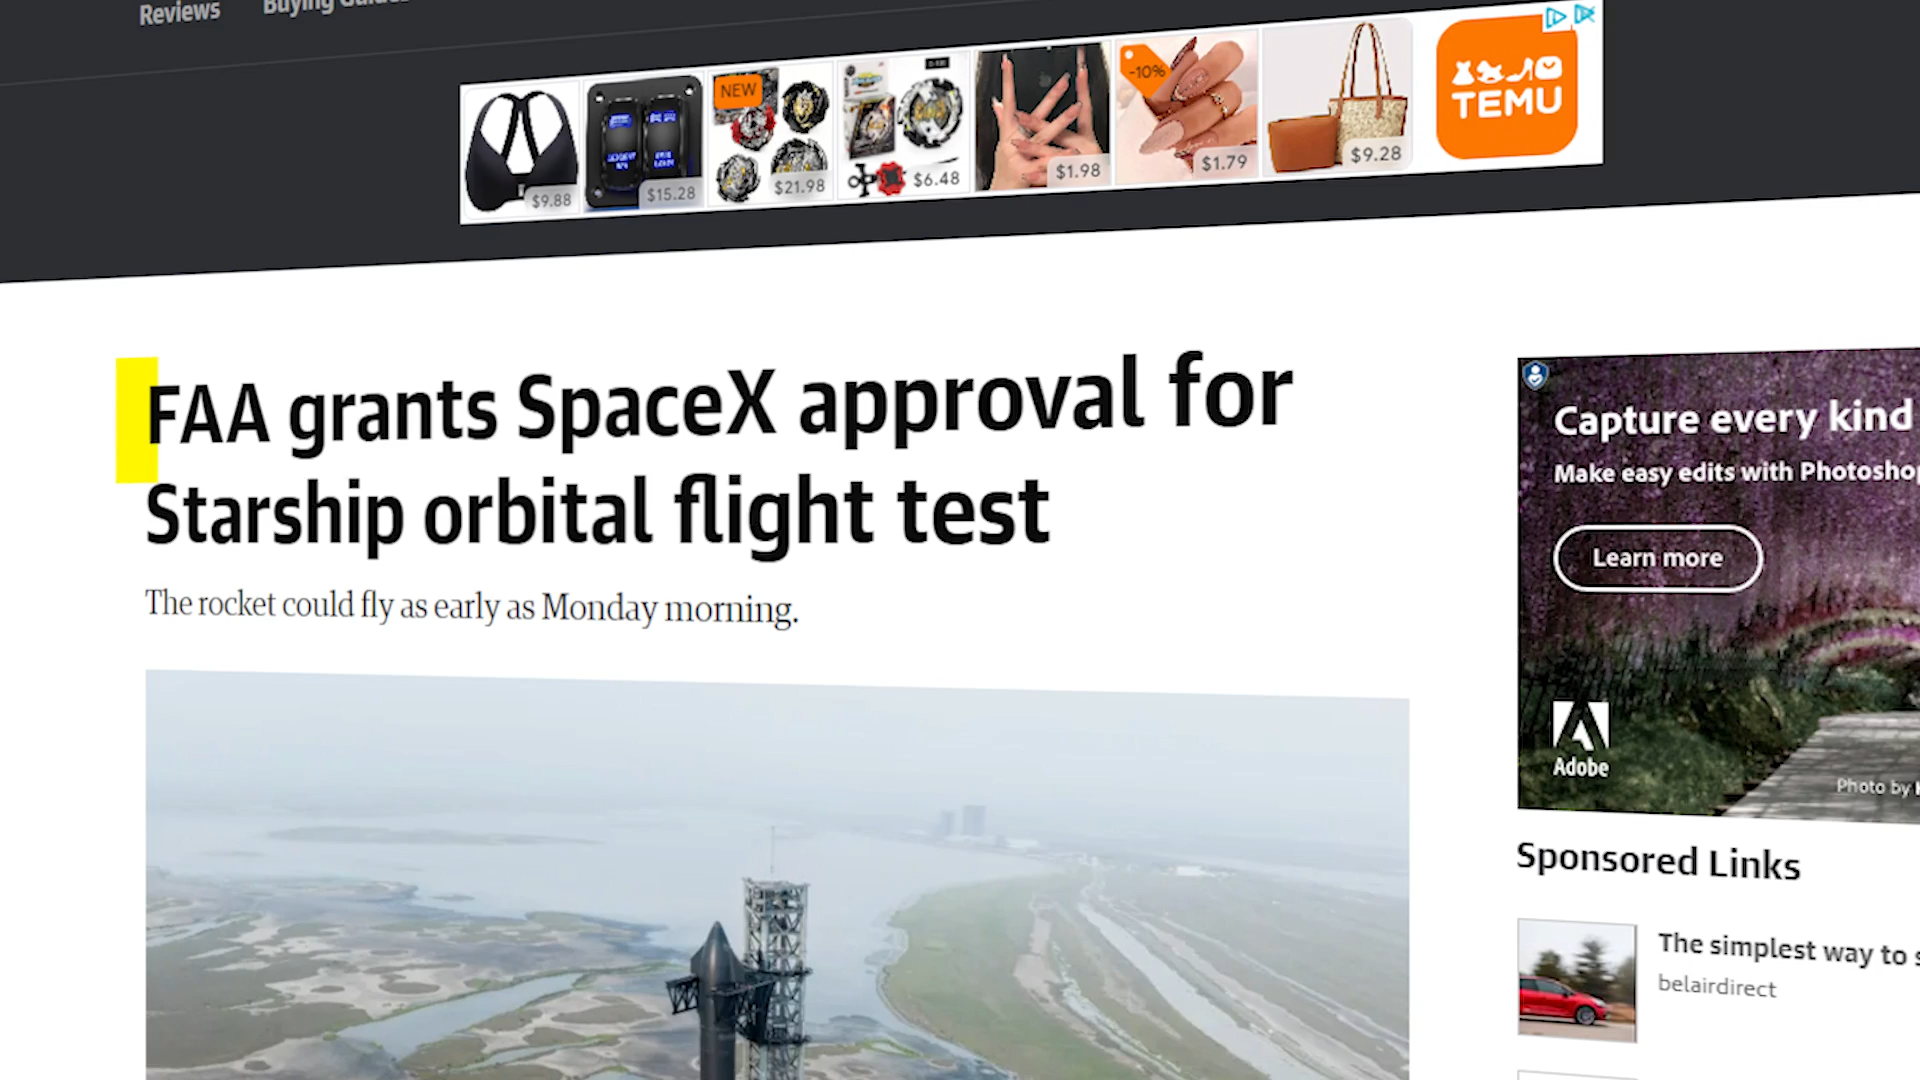 Reviews
NEW
-10%
$9.88
$15.28
$21.98
$6.48
$1.98
$1.79
$9.28
TEMU
FAA grants SpaceX approval for
Starship orbital flight test
The rocket could fly as early as Monday morning.
Capture every kind
Make easy edits with
Learn more
Adobe
Photo by
Sponsored Links
The simplest way to
belairdirect